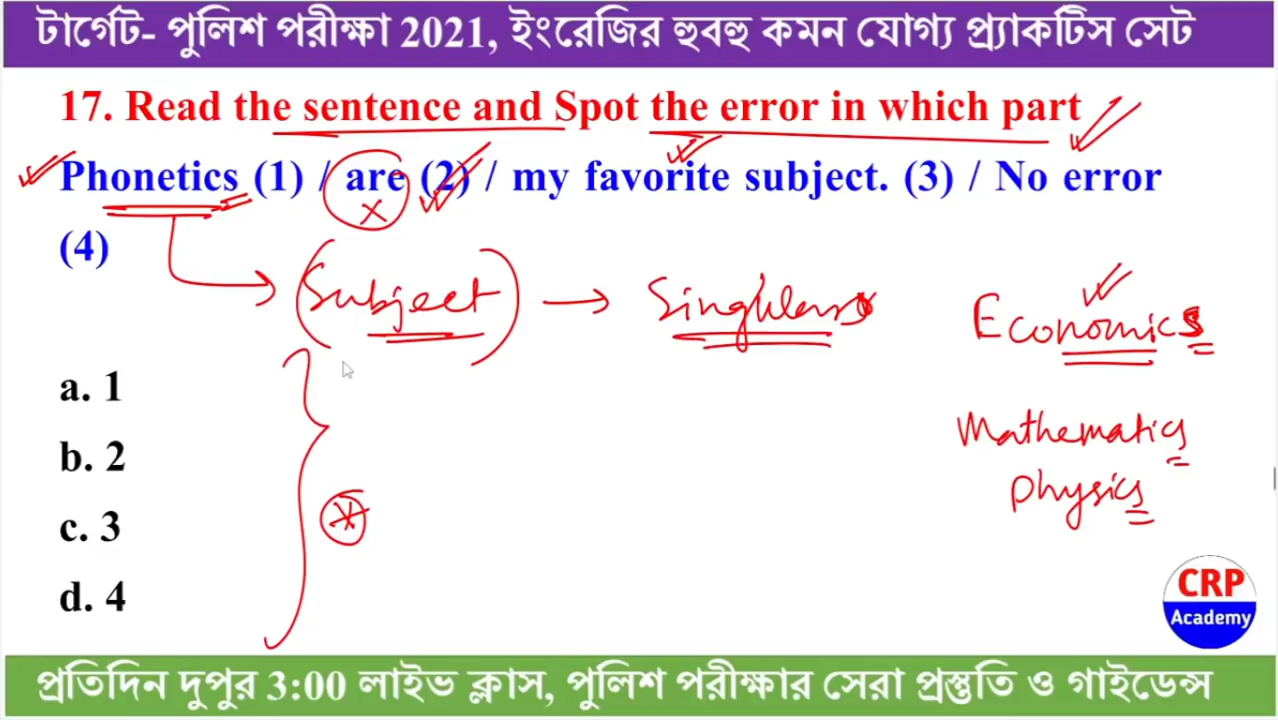 টার্গেট- পুলিশ পরীক্ষা 2021, ইংরেজির হুবহু কমন যোগ্য প্র্যাকটিস সেট
17. Read the sentence and Spot the error in which part
Phonetics (1) / are (2) / my favorite subject. (3) / No error
(4)
(Subject) → Singular
Economics
a. 1
Mathematics
b. 2
Physics
c. 3
d. 4
CRP
Academy
প্রতিদিন দুপুর 3:00 লাইভ ক্লাস, পুলিশ পরীক্ষার সেরা প্রস্তুতি ও গাইডেন্স